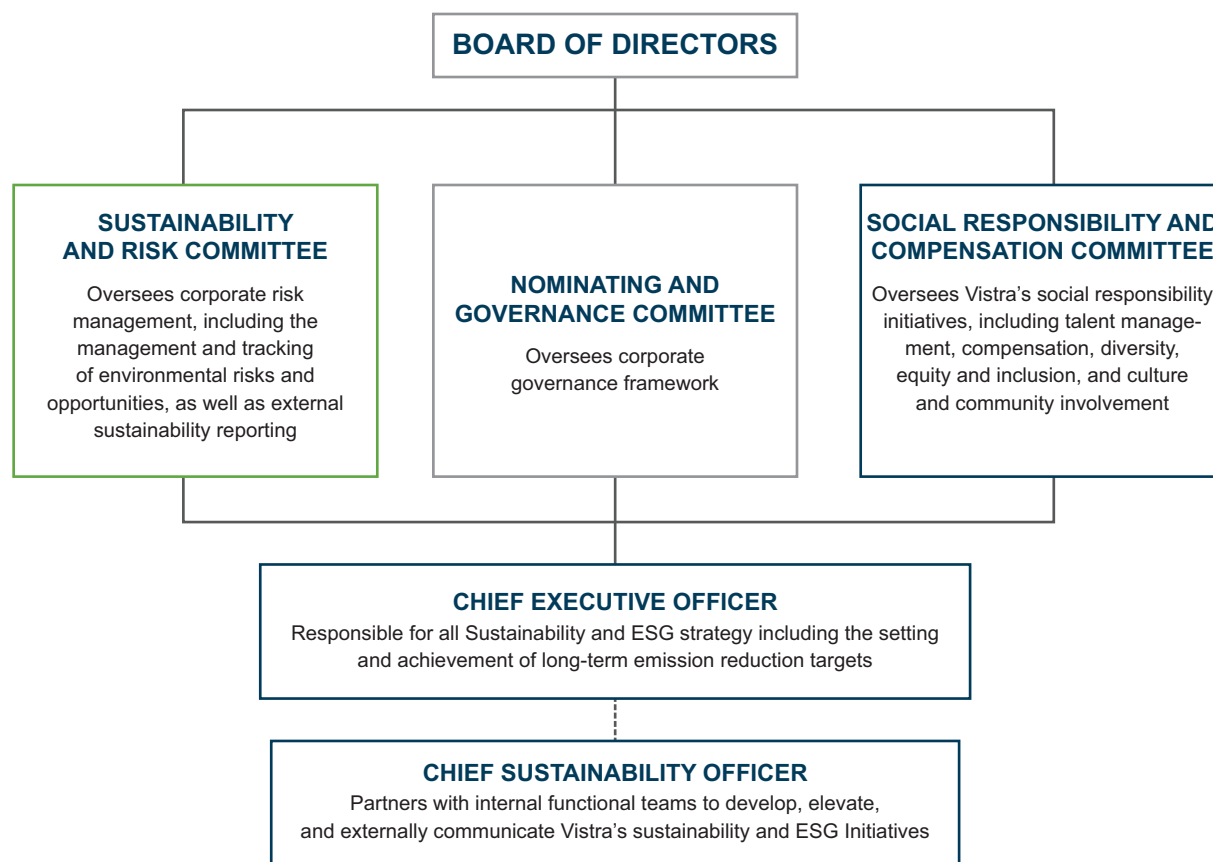 BOARD OF DIRECTORS
SUSTAINABILITY
AND RISK COMMITTEE
Oversees corporate risk
management, including the
management and tracking
of environmental risks and
opportunities, as well as external
sustainability reporting
NOMINATING AND
GOVERNANCE COMMITTEE
Oversees corporate
governance framework
SOCIAL RESPONSIBILITY AND
COMPENSATION COMMITTEE
Oversees Vistra’s social responsibility
initiatives, including talent manage-
ment, compensation, diversity,
equity and inclusion, and culture
and community involvement
CHIEF EXECUTIVE OFFICER
Responsible for all Sustainability and ESG strategy including the setting
and achievement of long-term emission reduction targets
CHIEF SUSTAINABILITY OFFICER
Partners with internal functional teams to develop, elevate,
and externally communicate Vistra’s sustainability and ESG Initiatives